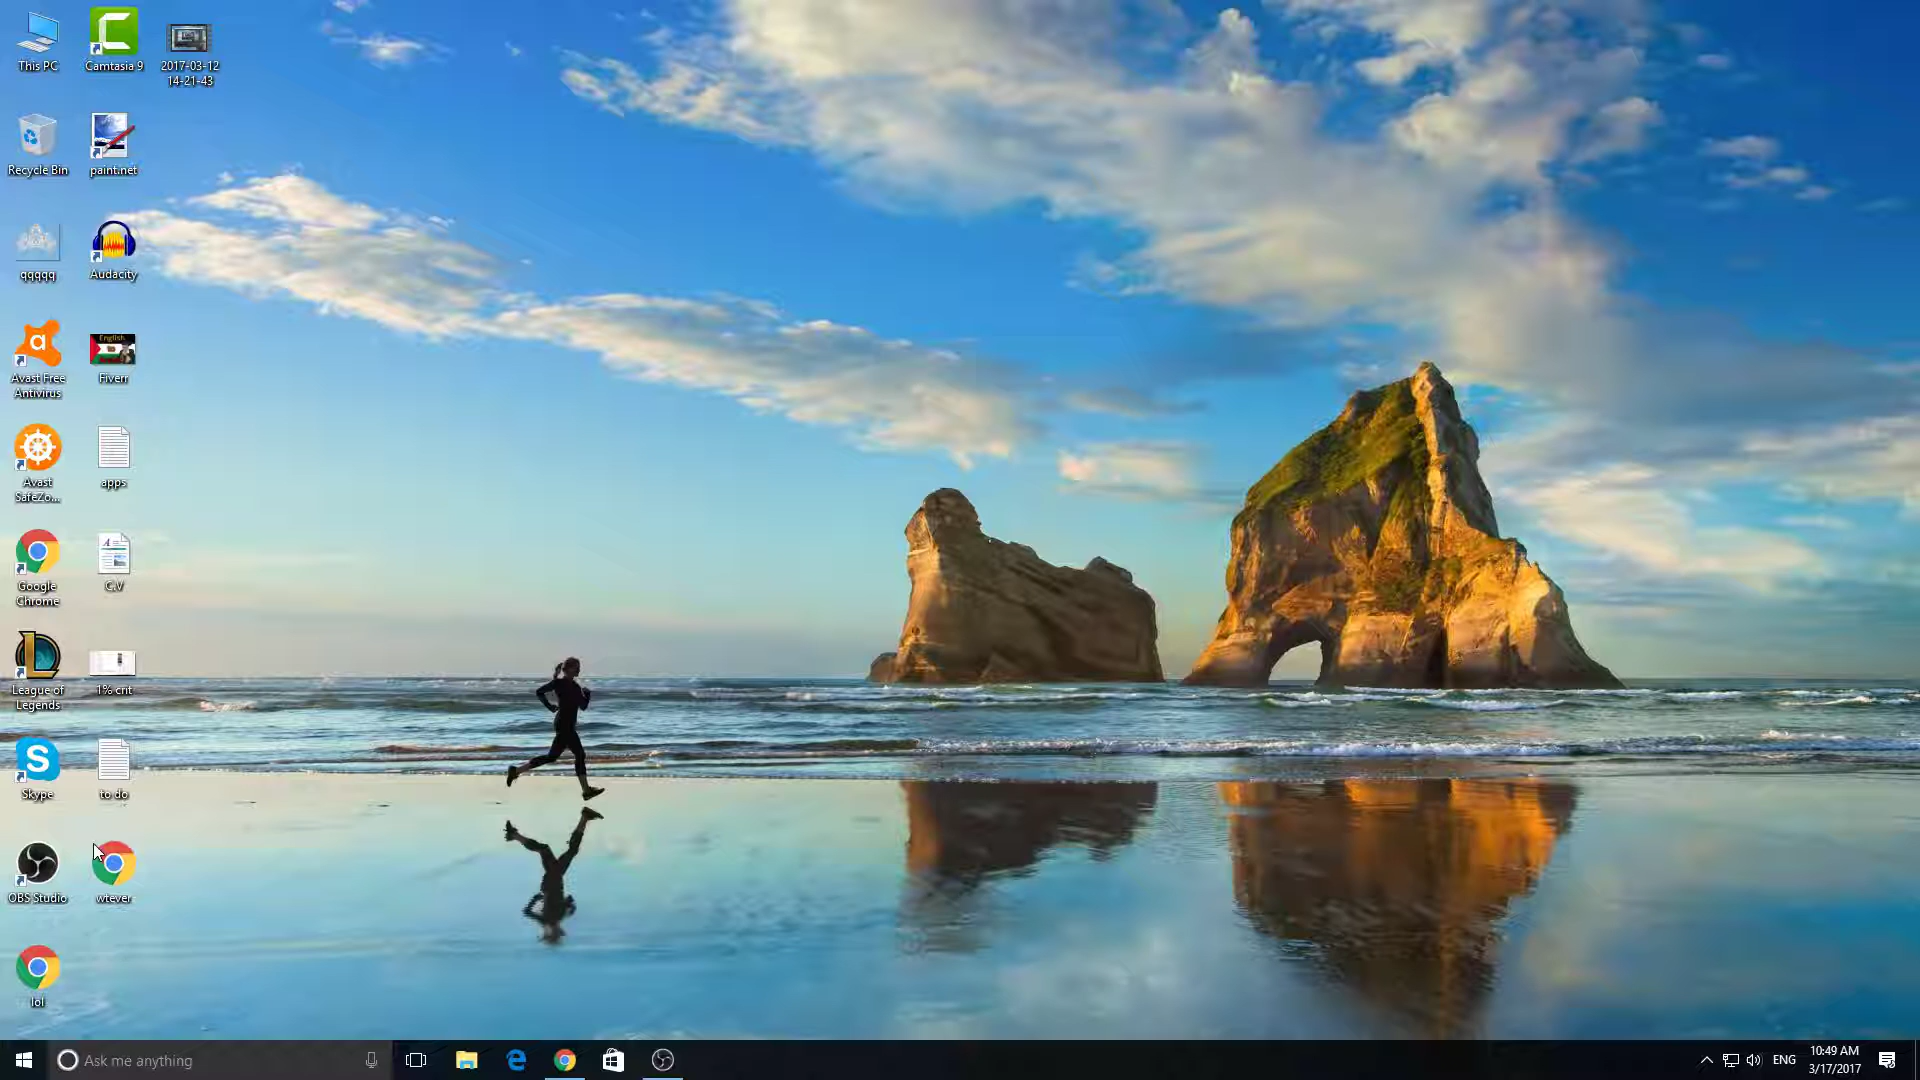 This PC
Camtasia 9
2017-03-12
14-21-43
Recycle Bin
paint.net
qqqqq
Audacity
Avast Free
Antivirus
English
Fiverr
Avast
SafeZo...
apps
Google
Chrome
C.V
League of
Legends
1% crit
Skype
to do
OBS Studio
wtever
lol
Ask me anything
ENG
10:49 AM
3/17/2017